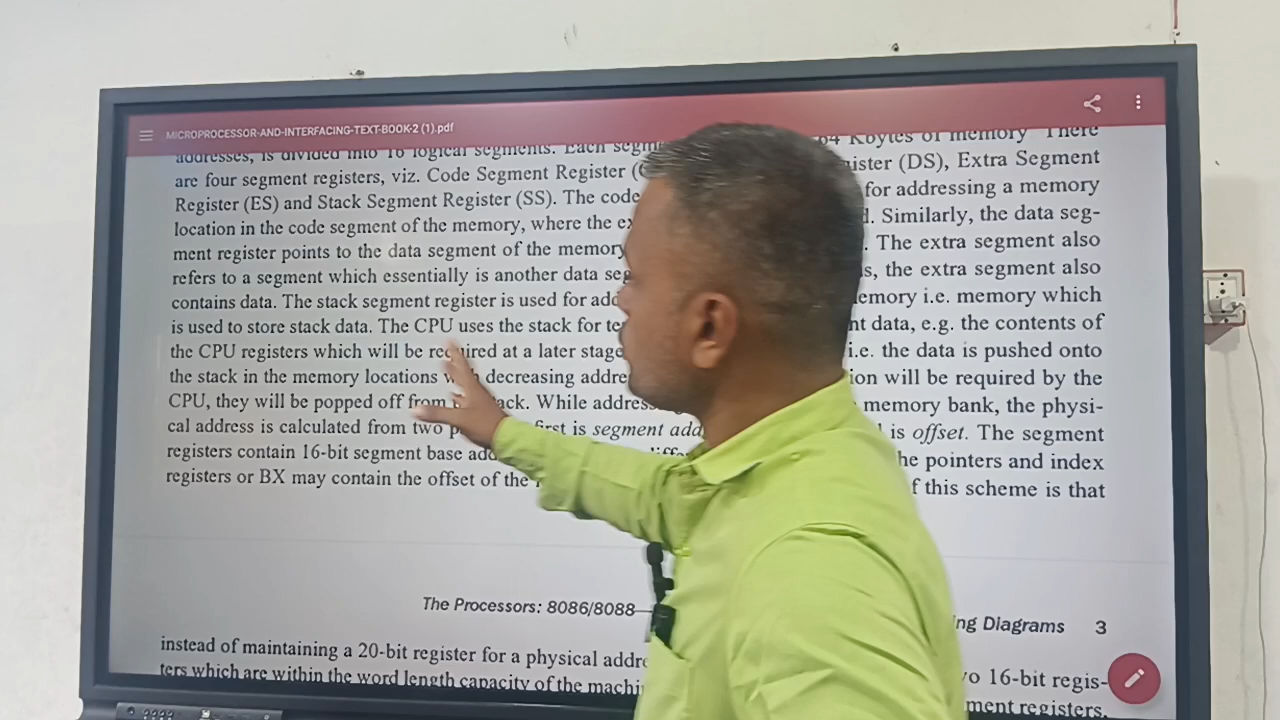 MICROPROCESSOR-AND-INTERFACING-TEXT-BOOK-2 (1).pdf
addresses, is divided into 16 logical segments. Each segm 64 Kbytes of memory There
are four segment registers, viz. Code Segment Register ister (DS), Extra Segment
Register (ES) and Stack Segment Register (SS). The code for addressing a memory
location in the code segment of the memory, where the Similarly, the data seg-
ment register points to the data segment of the memory The extra segment also
refers to a segment which essentially is another data seg the extra segment also
contains data. The stack segment register is used for add emory i.e. memory which
is used to store stack data. The CPU uses the stack for te nt data, e.g. the contents of
the CPU registers which will be required at a later stage i.e. the data is pushed onto
the stack in the memory locations decreasing addre ion will be required by the
CPU, they will be popped off from ack. While address memory bank, the physi-
cal address is calculated from two first is segment add is offset. The segment
registers contain 16-bit segment base add he pointers and index
registers or BX may contain the offset of the f this scheme is that
The Processors: 8086/8088— ing Diagrams 3
instead of maintaining a 20-bit register for a physical addre o 16-bit regis-
ters which are within the word length capacity of the machi ment registers,